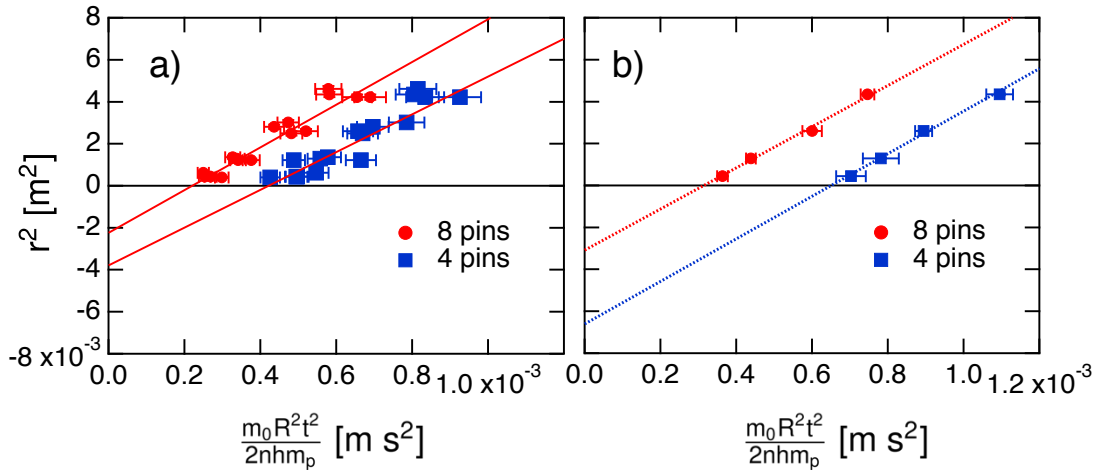 8
6
4
2
0
-2
-4
-6
-8 x10-3
r2 [m2]
a)
8 pins
4 pins
0.0 0.2 0.4 0.6 0.8 1.0 x10-3
m0R2t2
2nhmp
[m s2]
b)
8 pins
4 pins
0.0 0.2 0.4 0.6 0.8 1.0 1.2 x10-3
m0R2t2
2nhmp
[m s2]